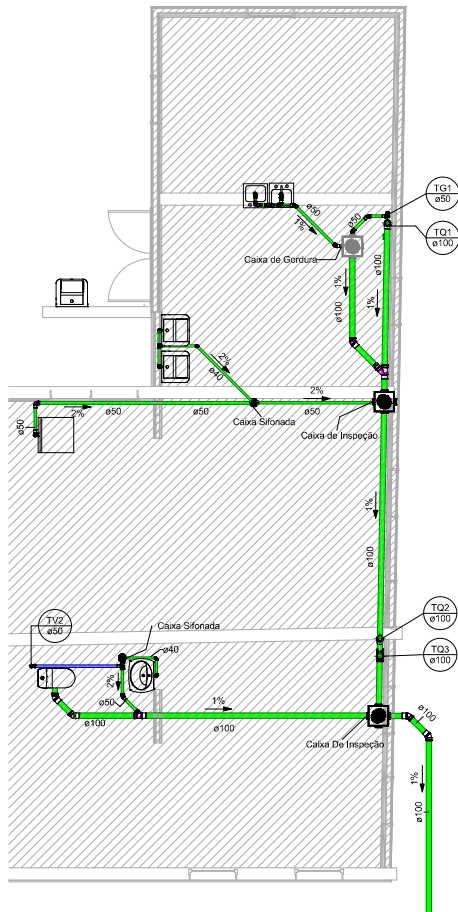 TG1
ø50
TQ1
ø100
ø50
1%
ø50
Caixa de Gordura
ø100
1%
1%
ø100
2%
ø40
2%
ø50
2%
ø50
ø50
ø50
Caixa Sifonada
Caixa de Inspeção
1%
ø100
TQ2
ø100
TV2
ø50
Caixa Sifonada
ø40
TQ3
ø100
2%
ø50
ø100
1%
ø100
ø100
Caixa De Inspeção
1%
ø100